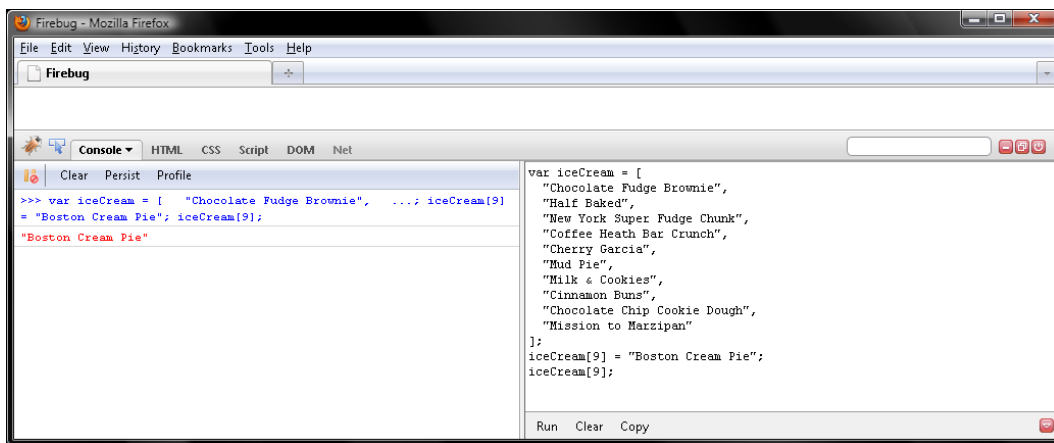 Firebug - Mozilla Firefox
File Edit View History Bookmarks Tools Help
Firebug
Console HTML CSS Script DOM Net
Clear Persist Profile
>>> var iceCream = [ "Chocolate Fudge Brownie", ...; iceCream[9]
= "Boston Cream Pie"; iceCream[9];
"Boston Cream Pie"
var iceCream = [
"Chocolate Fudge Brownie",
"Half Baked",
"New York Super Fudge Chunk",
"Coffee Heath Bar Crunch",
"Cherry Garcia",
"Mud Pie",
"Milk & Cookies",
"Cinnamon Buns",
"Chocolate Chip Cookie Dough",
"Mission to Marzipan"
];
iceCream[9] = "Boston Cream Pie";
iceCream[9];
Run Clear Copy